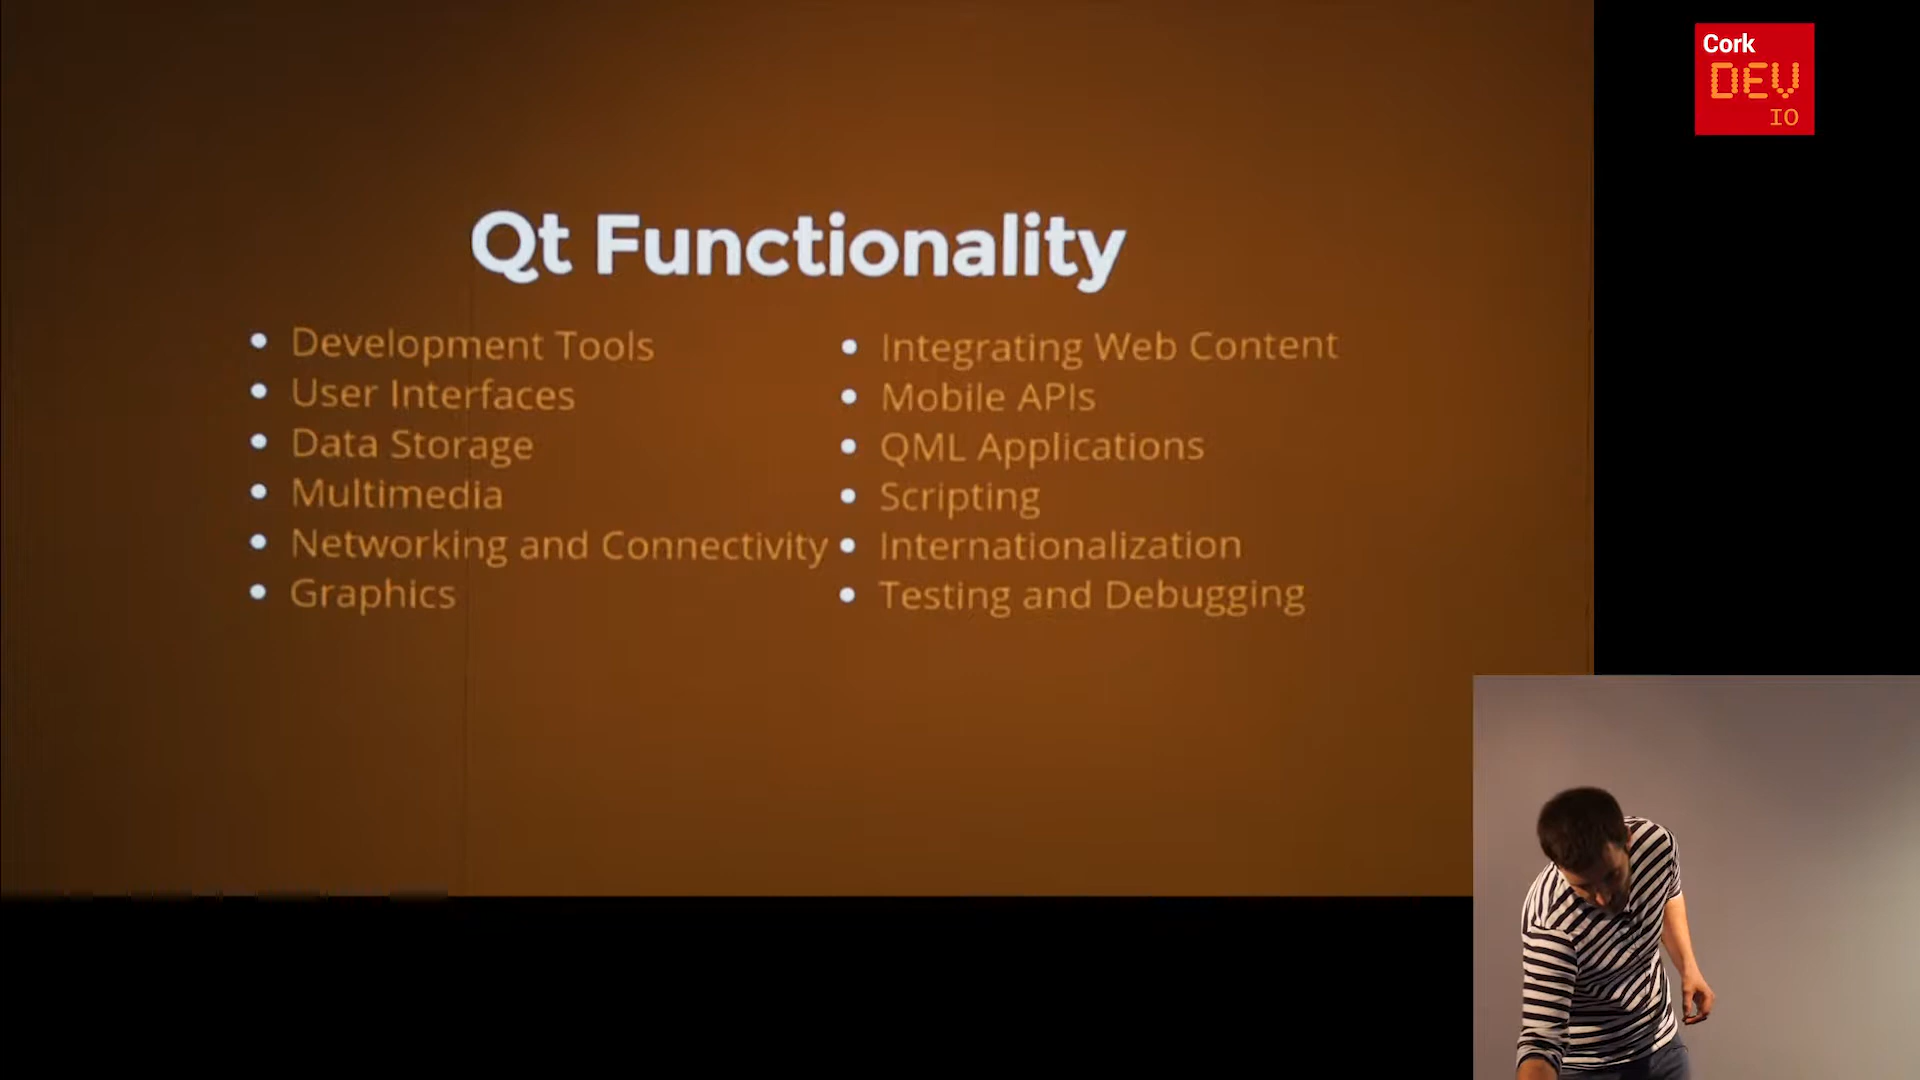 Qt Functionality
Development Tools
User Interfaces
Data Storage
Multimedia
Networking and Connectivity
Graphics
Integrating Web Content
Mobile APIs
QML Applications
Scripting
Internationalization
Testing and Debugging
Cork
DEV
IO